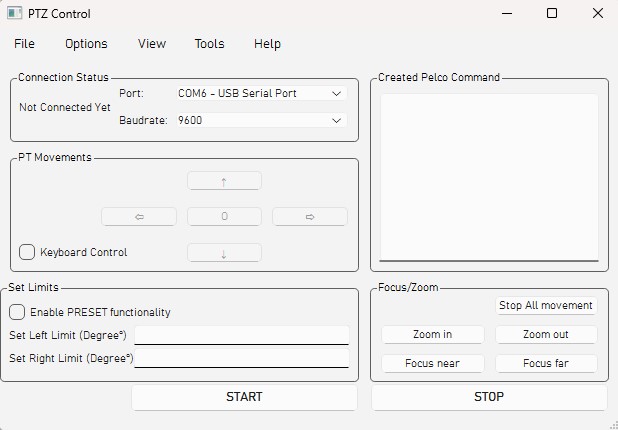 PTZ Control
File Options View Tools Help
Connection Status
Not Connected Yet
Port: COM6 - USB Serial Port
Baudrate: 9600
Created Pelco Command
PT Movements
↑
⇦ 0 ⇨
↓
Keyboard Control
Set Limits
Enable PRESET functionality
Set Left Limit (Degree°)
Set Right Limit (Degree°)
Focus/Zoom
Stop All movement
Zoom in Zoom out
Focus near Focus far
START STOP